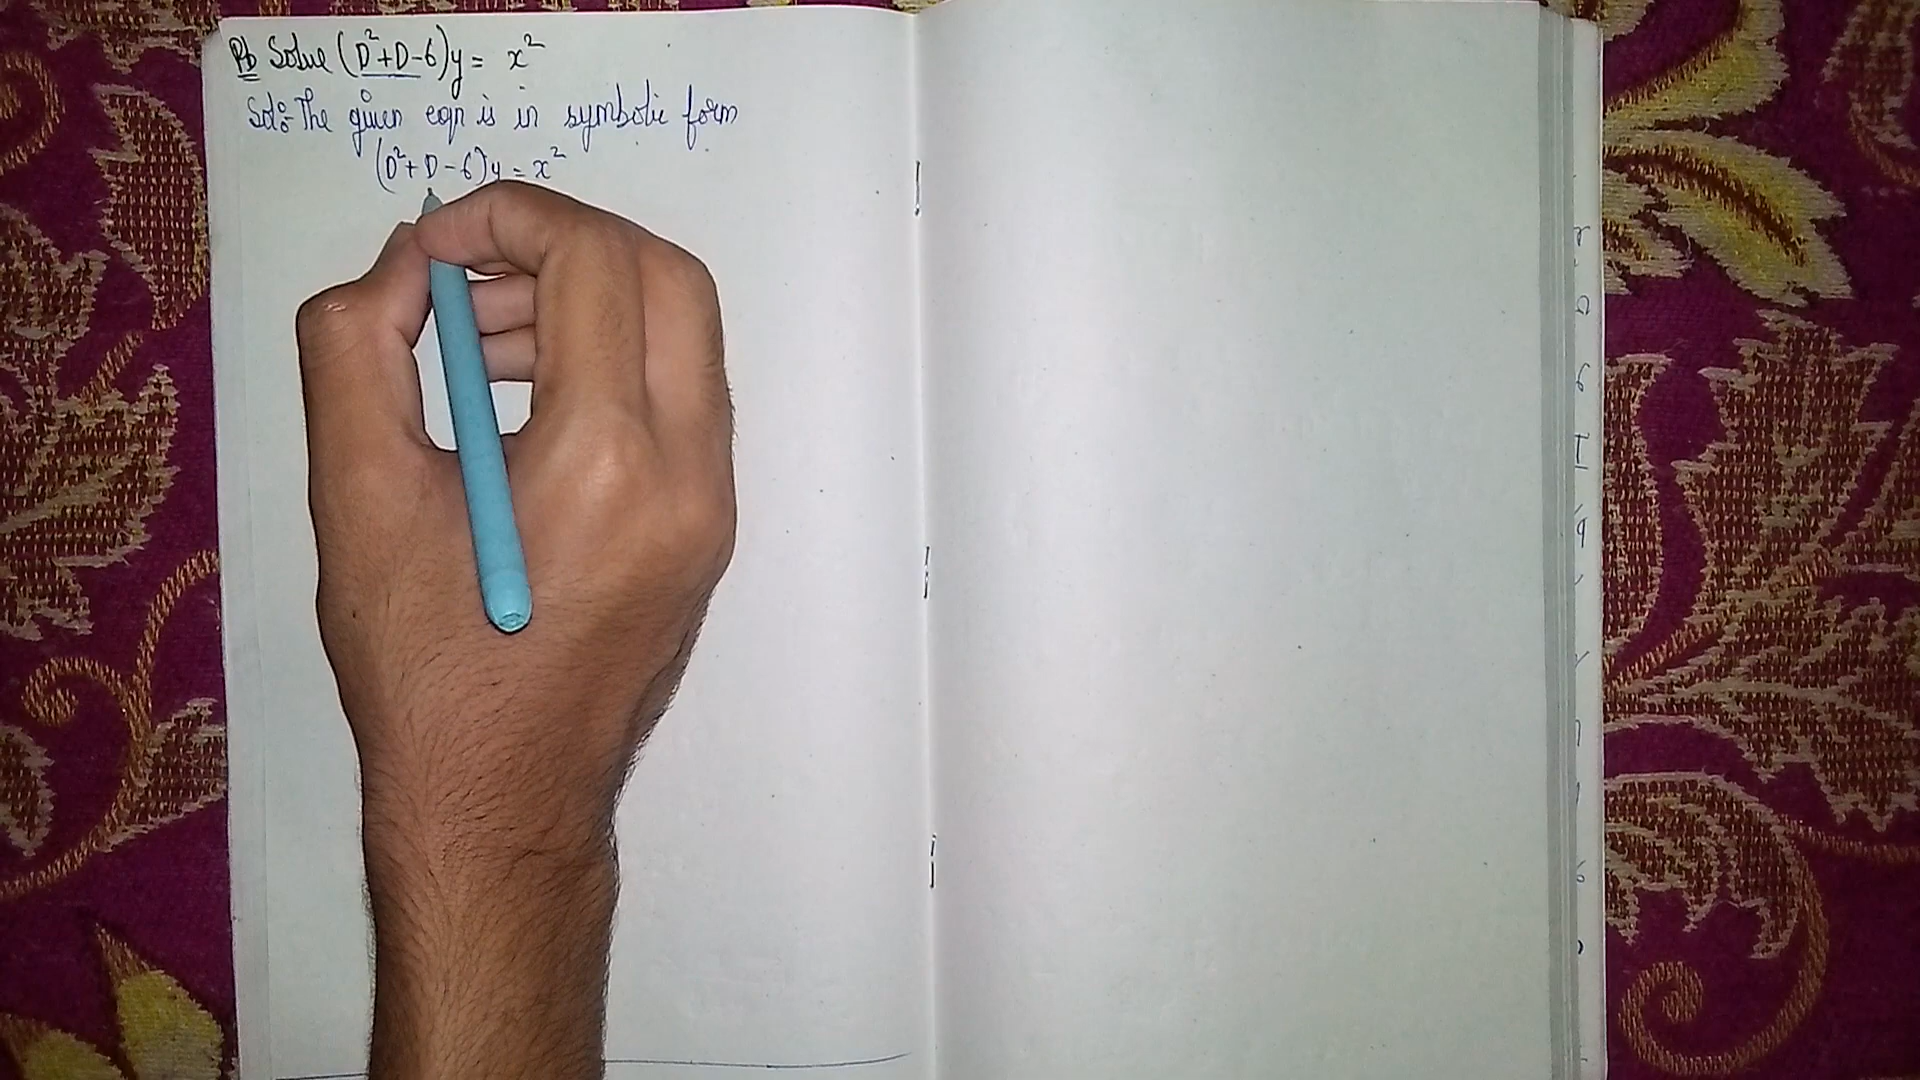 Pb Solve (D²+D-6)y = x²
Sol:- The given eqn is in symbolic form
(D²+D-6)y = x²